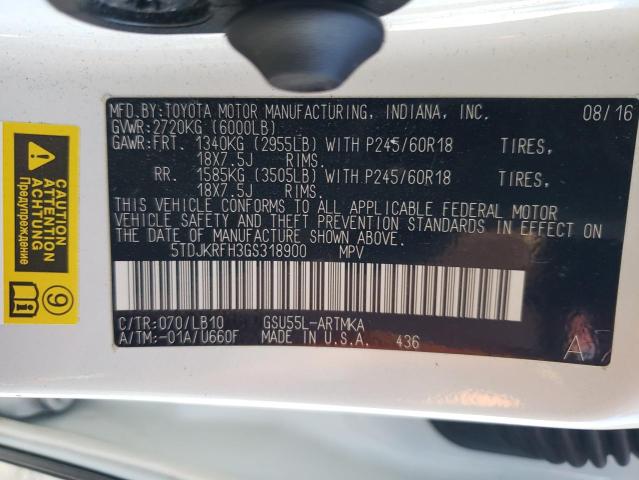 MFD.BY:TOYOTA MOTOR MANUFACTURING, INDIANA, INC. 08/16
GVWR:2720KG (6000LB)
GAWR:FRT. 1340KG (2955LB) WITH P245/60R18 TIRES,
18X7.5J RIMS.
RR. 1585KG (3505LB) WITH P245/60R18 TIRES,
18X7.5J RIMS.
THIS VEHICLE CONFORMS TO ALL APPLICABLE FEDERAL MOTOR
VEHICLE SAFETY AND THEFT PREVENTION STANDARDS IN EFFECT ON
THE DATE OF MANUFACTURE SHOWN ABOVE.
5TDJKRFH3GS318900 MPV
C/TR:070/LB10 GSU55L-ARTMKA
A/TM:-01A/U660F MADE IN U.S.A. 436 A
CAUTION
ATTENTION
ACHTUNG
Предупреждение
9